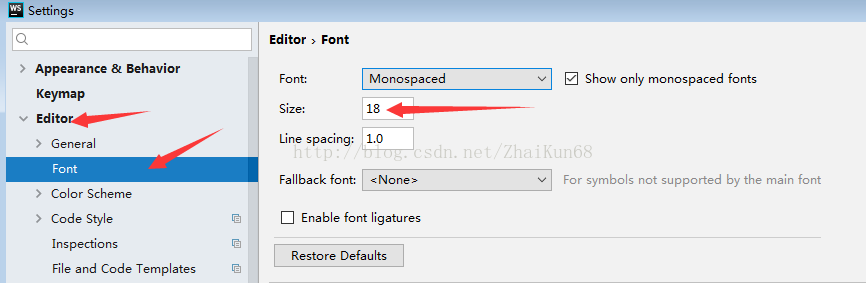 WS Settings
Appearance & Behavior
Keymap
Editor
General
Font
Color Scheme
Code Style
Inspections
File and Code Templates
Editor › Font
Font: Monospaced Show only monospaced fonts
Size: 18
Line spacing: 1.0
http://blog.csdn.net/ZhaiKun68
Fallback font: <None> For symbols not supported by the main font
Enable font ligatures
Restore Defaults